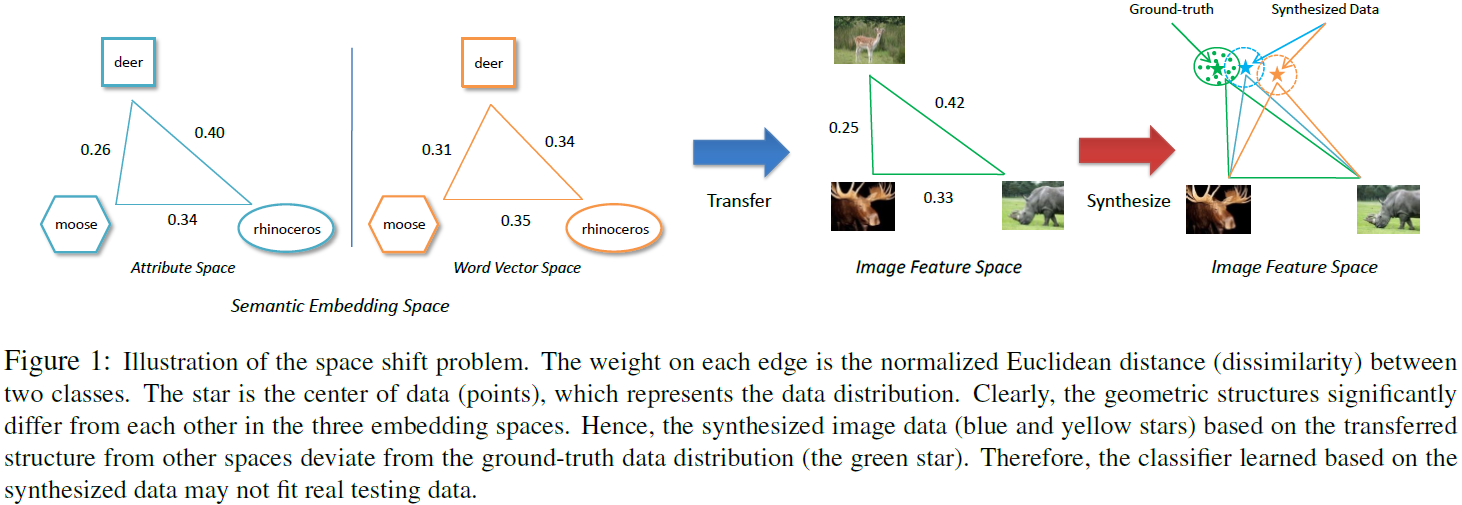 Ground-truth
Synthesized Data
deer
deer
0.26
0.40
0.31
0.34
0.25
0.42
moose
0.34
rhinoceros
moose
0.35
rhinoceros
Transfer
0.33
Synthesize
Attribute Space
Word Vector Space
Image Feature Space
Image Feature Space
Semantic Embedding Space
Figure 1: Illustration of the space shift problem. The weight on each edge is the normalized Euclidean distance (dissimilarity) between
two classes. The star is the center of data (points), which represents the data distribution. Clearly, the geometric structures significantly
differ from each other in the three embedding spaces. Hence, the synthesized image data (blue and yellow stars) based on the transferred
structure from other spaces deviate from the ground-truth data distribution (the green star). Therefore, the classifier learned based on the
synthesized data may not fit real testing data.